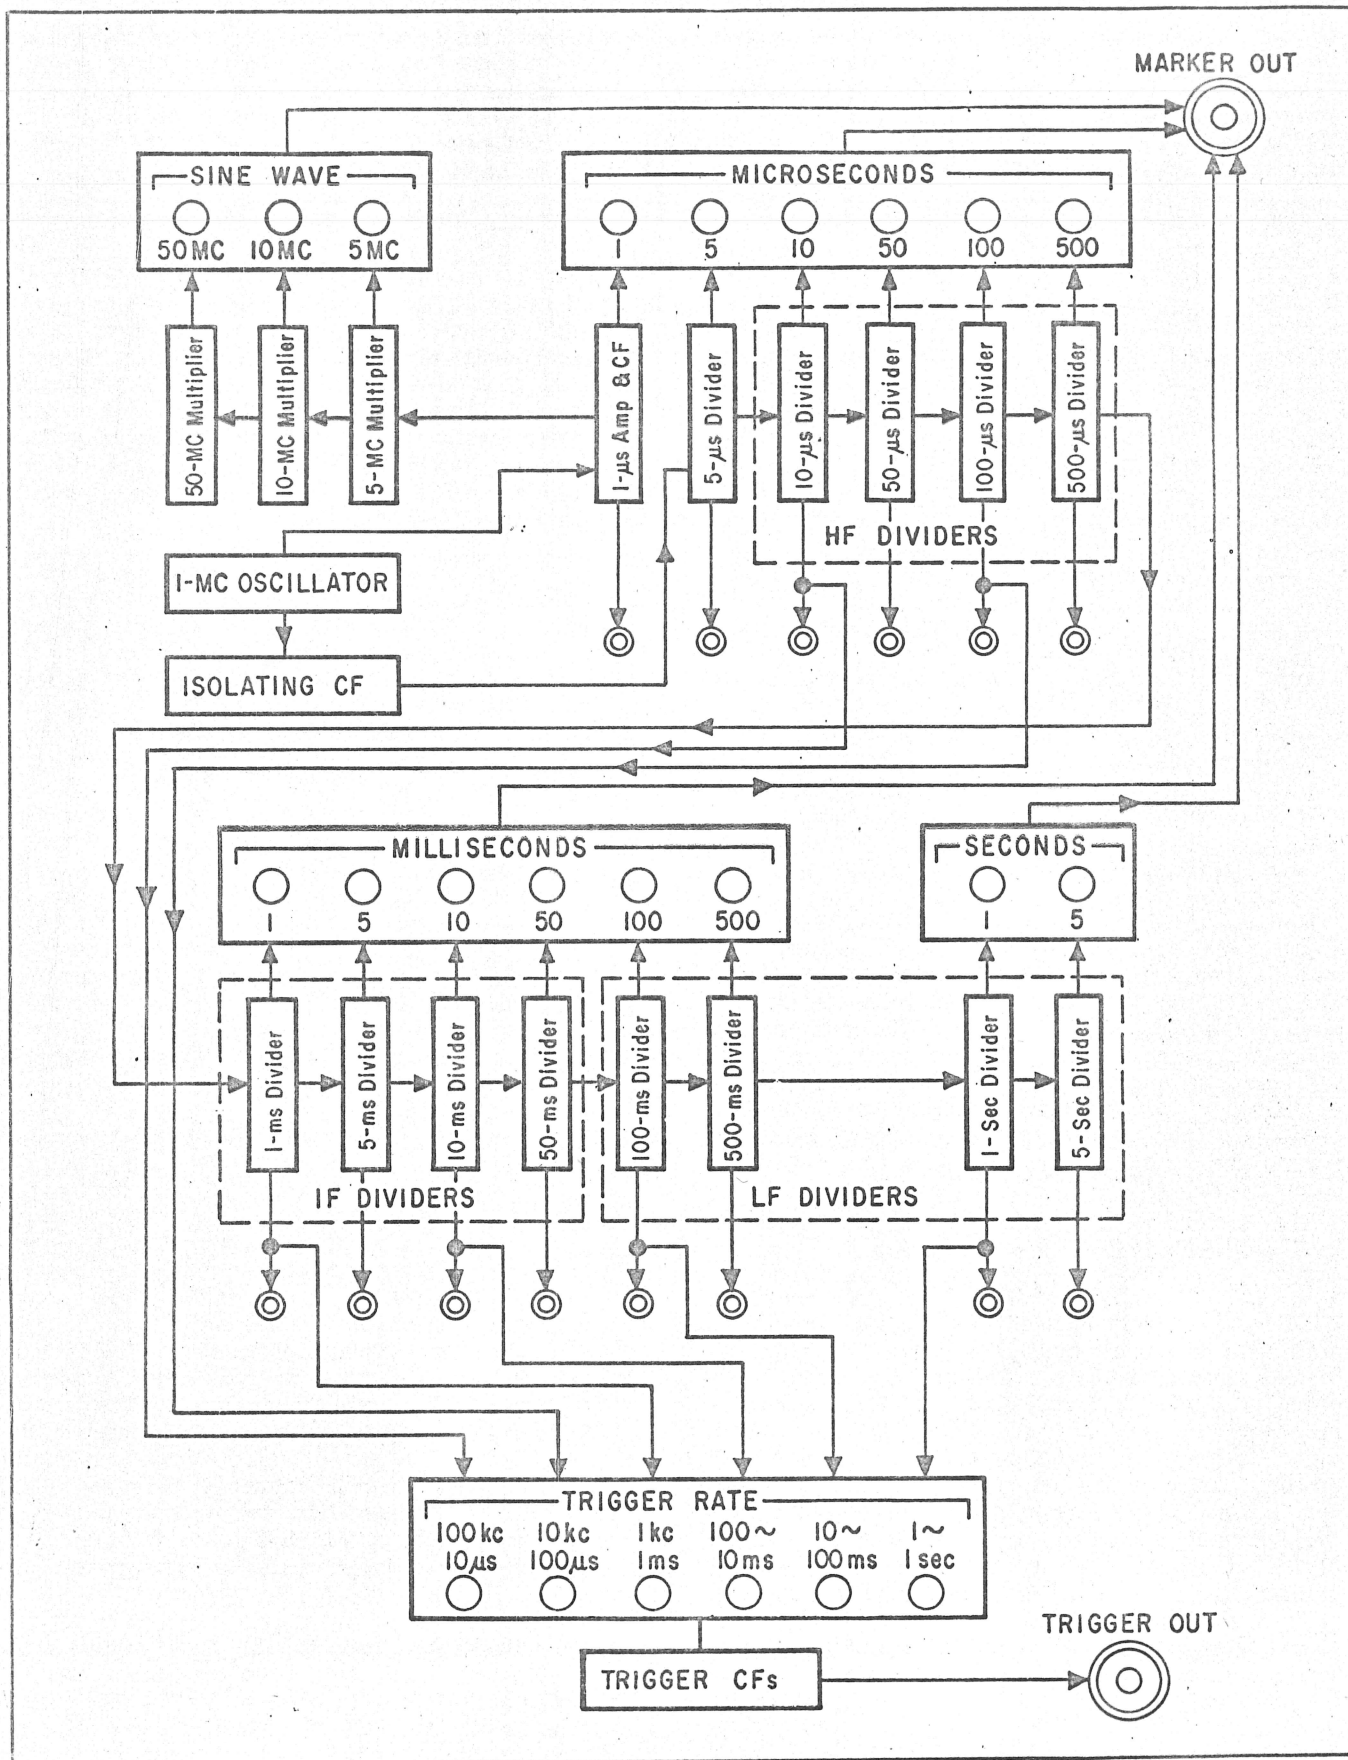 MARKER OUT
SINE WAVE
50MC 10MC 5MC
MICROSECONDS
1 5 10 50 100 500
50-MC Multiplier
10-MC Multiplier
5-MC Multiplier
1-µs Amp & CF
5-µs Divider
10-µs Divider
50-µs Divider
100-µs Divider
500-µs Divider
HF DIVIDERS
1-MC OSCILLATOR
ISOLATING CF
MILLISECONDS
1 5 10 50 100 500
SECONDS
1 5
1-ms Divider
5-ms Divider
10-ms Divider
50-ms Divider
100-ms Divider
500-ms Divider
1-Sec Divider
5-Sec Divider
IF DIVIDERS
LF DIVIDERS
TRIGGER RATE
100kc 10kc 1kc 100~ 10~ 1~
10µs 100µs 1ms 10ms 100ms 1sec
TRIGGER CFs
TRIGGER OUT